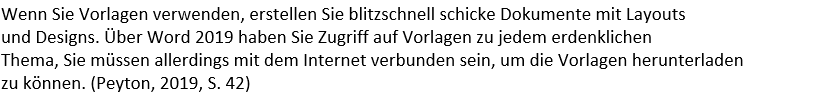 Wenn Sie Vorlagen verwenden, erstellen Sie blitzschnell schicke Dokumente mit Layouts
und Designs. Über Word 2019 haben Sie Zugriff auf Vorlagen zu jedem erdenklichen
Thema, Sie müssen allerdings mit dem Internet verbunden sein, um die Vorlagen herunterladen
zu können. (Peyton, 2019, S. 42)